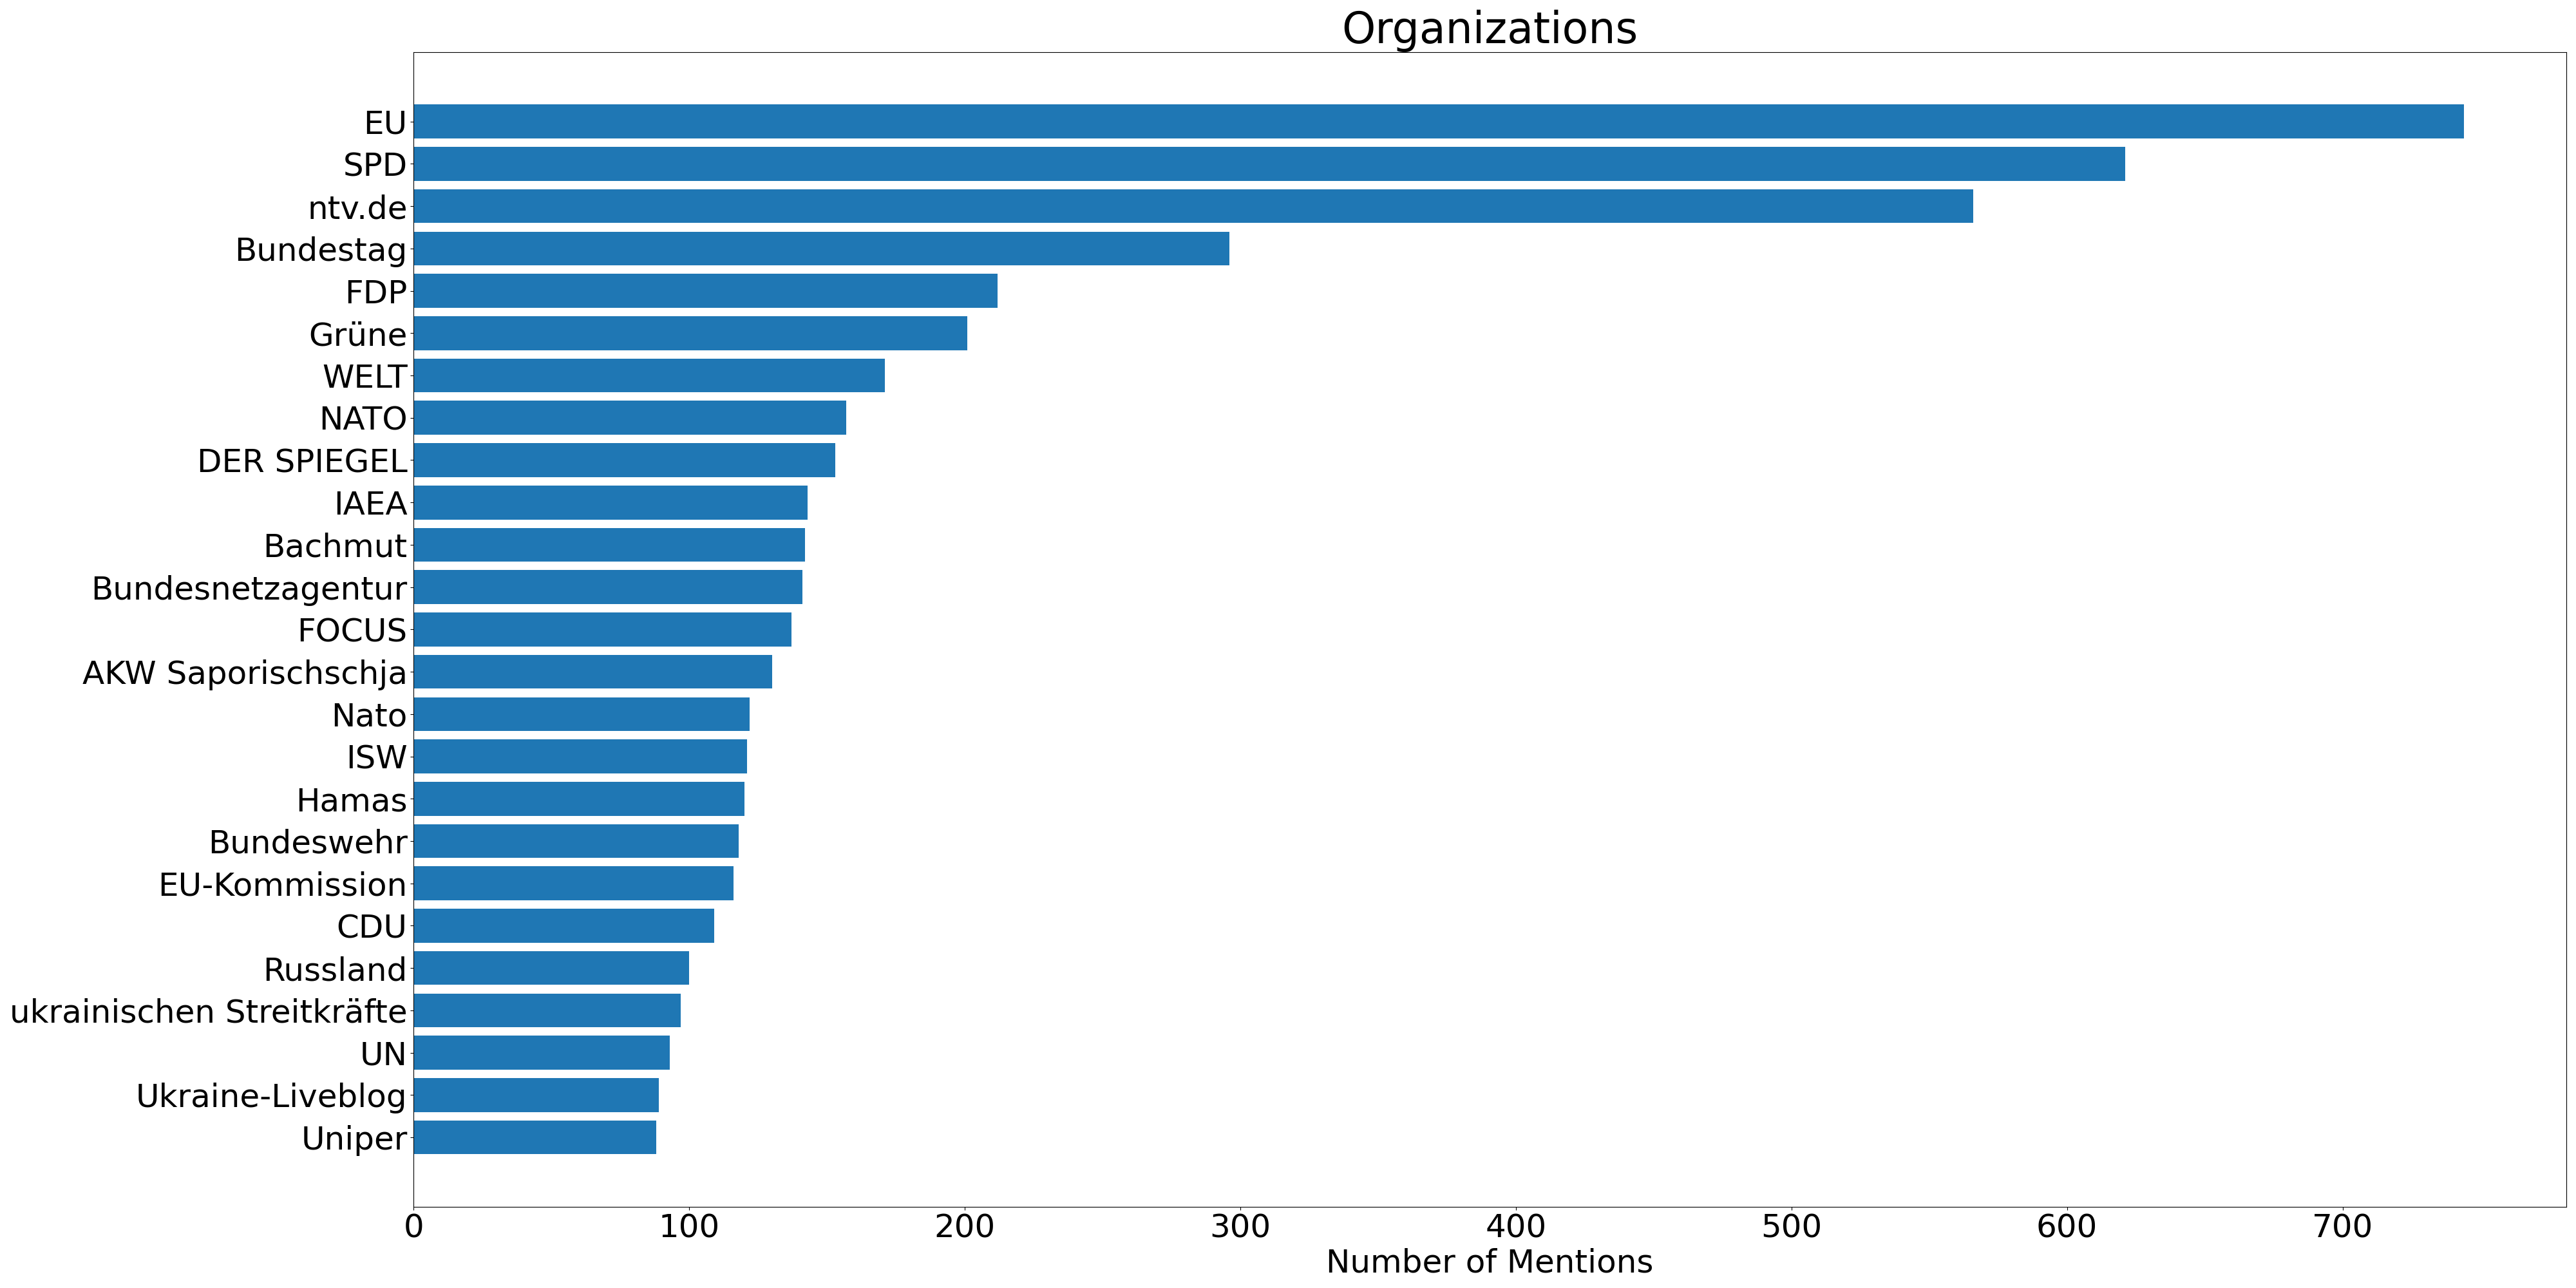 Organizations
EU
SPD
ntv.de
Bundestag
FDP
Grüne
WELT
NATO
DER SPIEGEL
IAEA
Bachmut
Bundesnetzagentur
FOCUS
AKW Saporischschja
Nato
ISW
Hamas
Bundeswehr
EU-Kommission
CDU
Russland
ukrainischen Streitkräfte
UN
Ukraine-Liveblog
Uniper
0 100 200 300 400 500 600 700
Number of Mentions